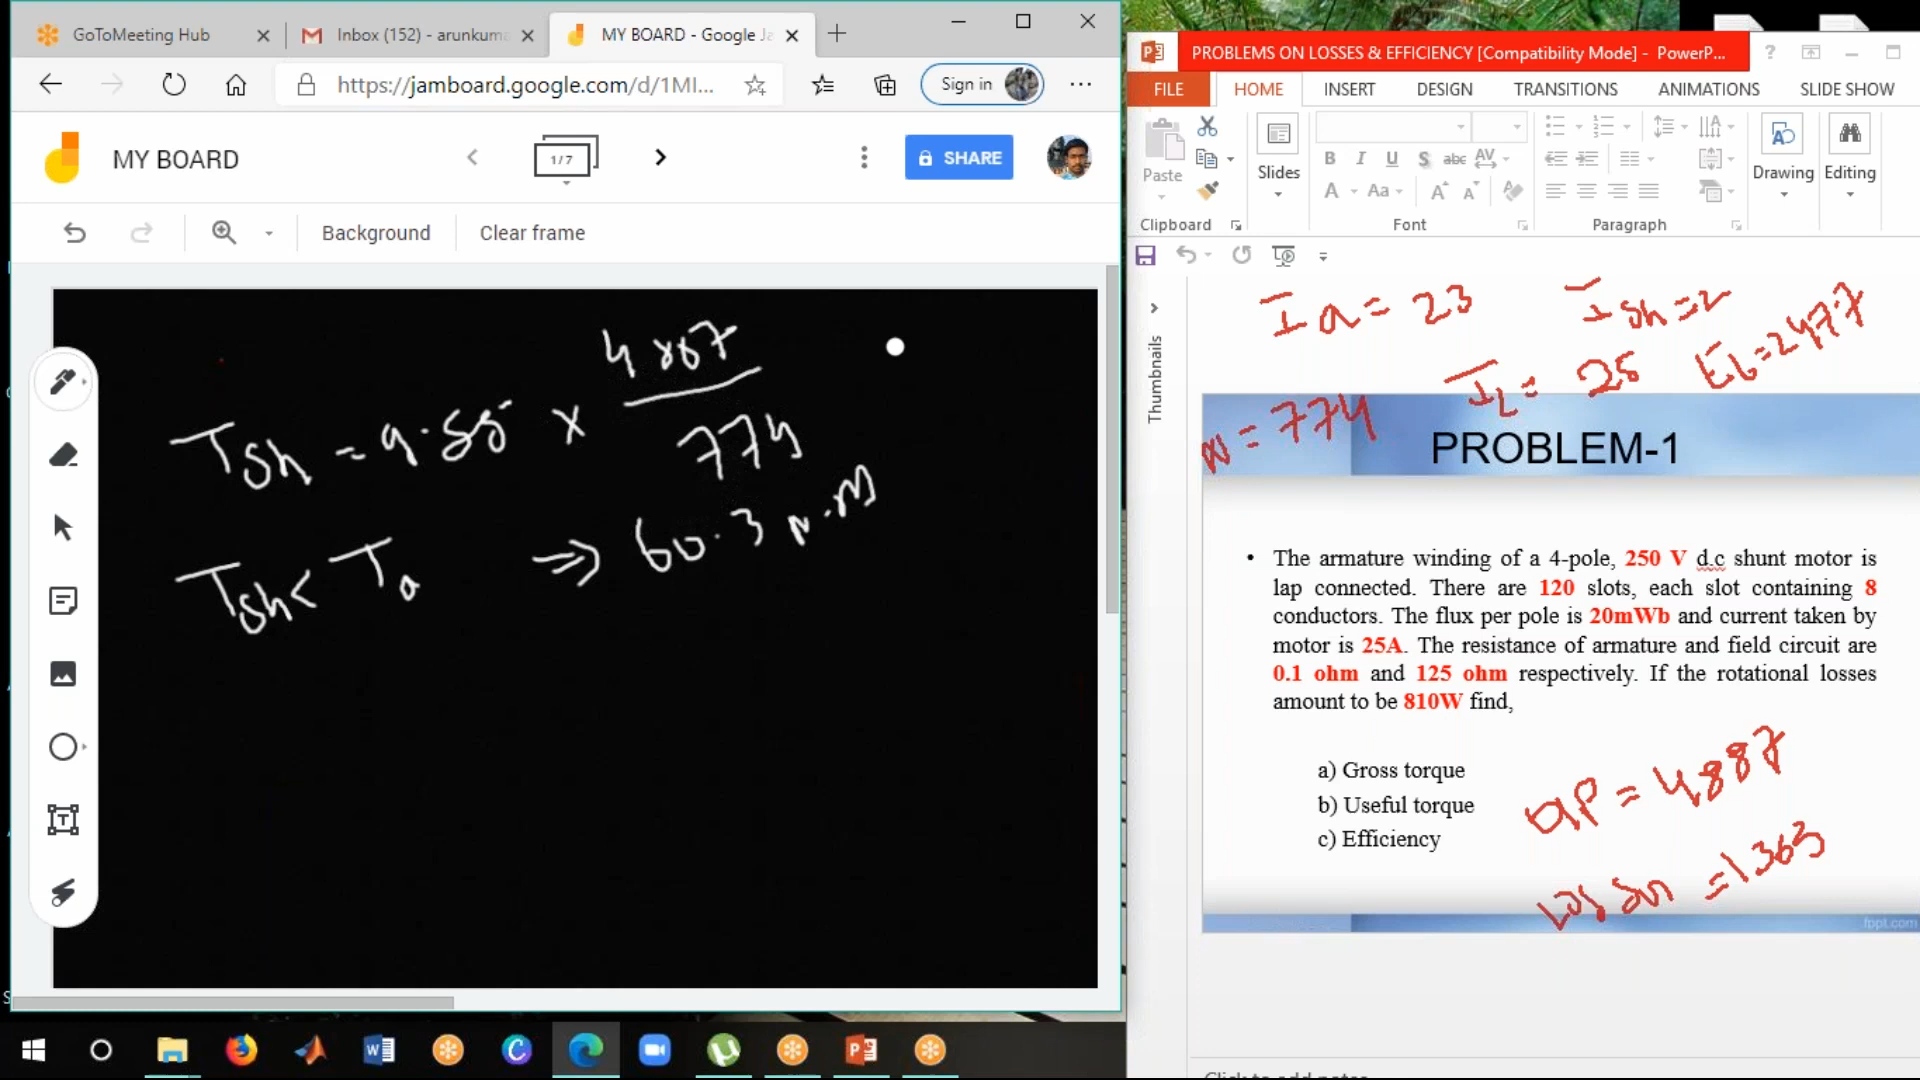 GoToMeeting Hub
Inbox (152) - arunkuma
MY BOARD - Google Ja
https://jamboard.google.com/d/1MI...
Sign in
MY BOARD
1/7
SHARE
Background
Clear frame
Tsh = 9.55 × 4887
774
⇒ 60.3 N.M
Tsh < Ta
PROBLEMS ON LOSSES & EFFICIENCY [Compatibility Mode] - PowerP...
FILE
HOME
INSERT
DESIGN
TRANSITIONS
ANIMATIONS
SLIDE SHOW
Paste
Slides
Drawing
Editing
Clipboard
Font
Paragraph
Thumbnails
Ia = 23
Ish = 2
IL = 25
Eb = 247.7
N = 774
PROBLEM-1
• The armature winding of a 4-pole, 250 V d.c shunt motor is
lap connected. There are 120 slots, each slot containing 8
conductors. The flux per pole is 20mWb and current taken by
motor is 25A. The resistance of armature and field circuit are
0.1 ohm and 125 ohm respectively. If the rotational losses
amount to be 810W find,
a) Gross torque
b) Useful torque
c) Efficiency
O/P = 4887
= 1363
fppt.com